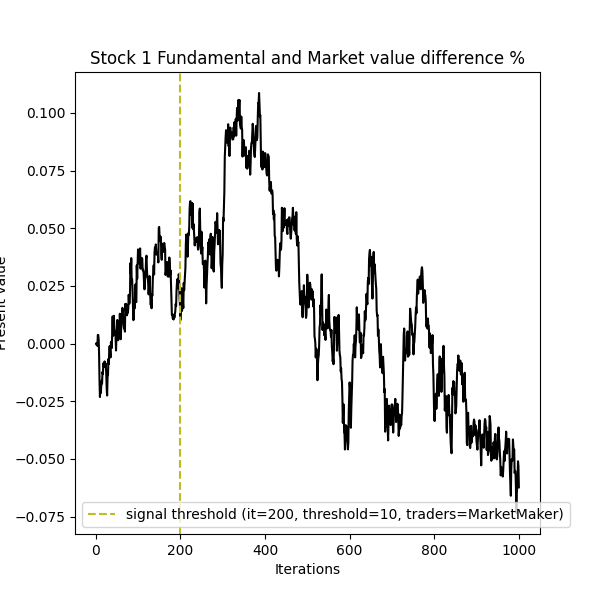 Stock 1 Fundamental and Market value difference %
0.100
0.075
0.050
0.025
0.000
−0.025
−0.050
−0.075
Present value
signal threshold (it=200, threshold=10, traders=MarketMaker)
0 200 400 600 800 1000
Iterations